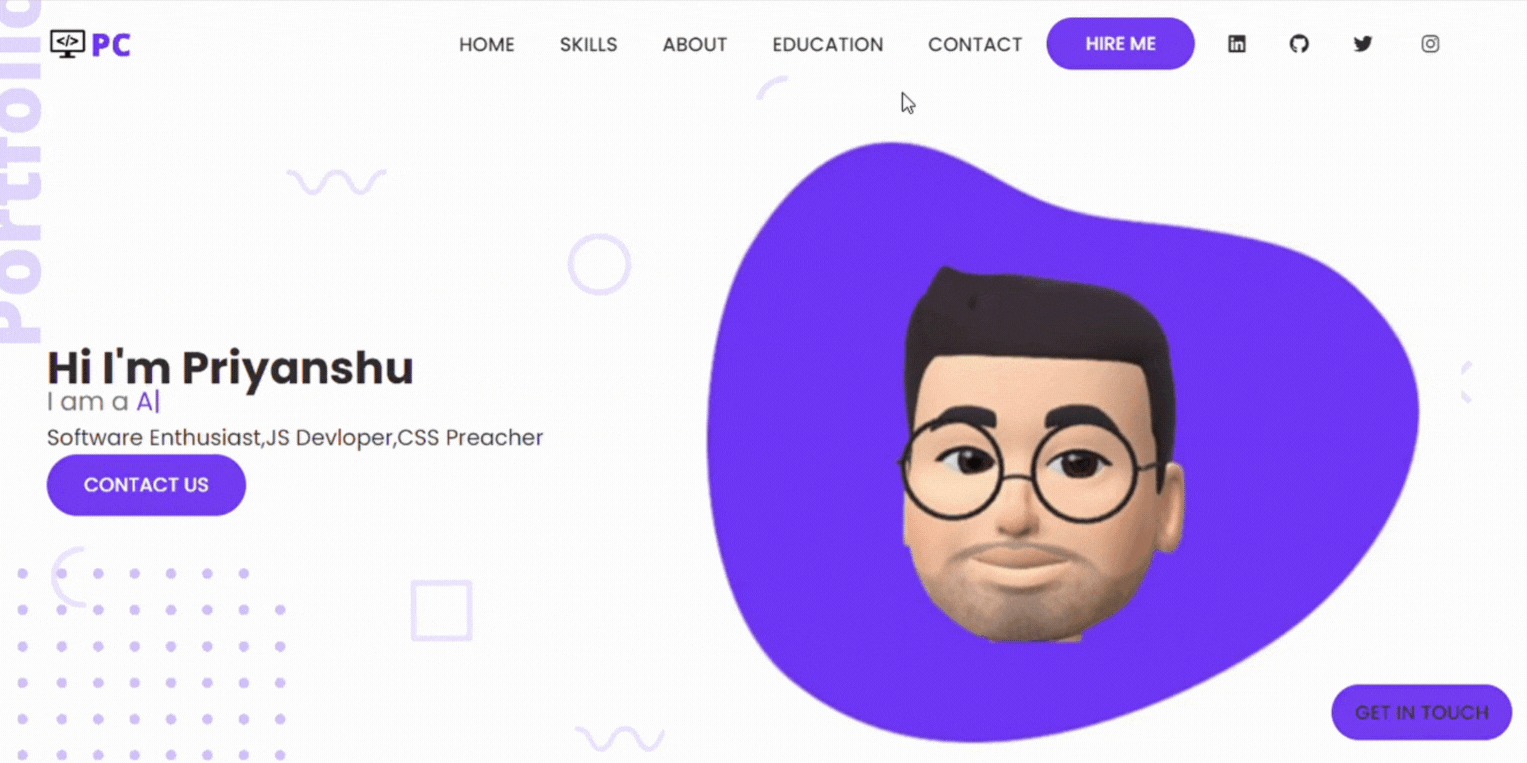 Portfolio
</> PC
HOME SKILLS ABOUT EDUCATION CONTACT HIRE ME
Hi I'm Priyanshu
I am a A|
Software Enthusiast,JS Devloper,CSS Preacher
CONTACT US
GET IN TOUCH